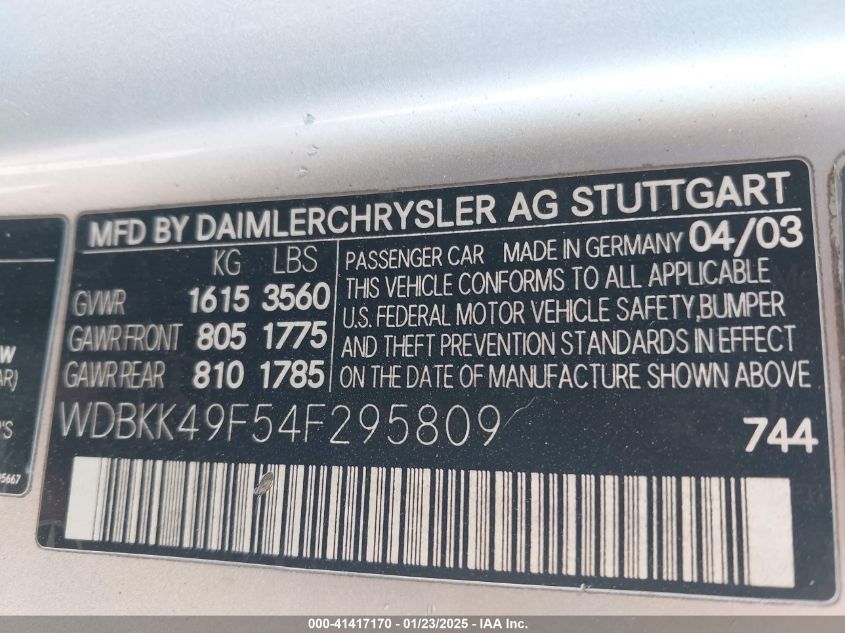 MFD BY DAIMLERCHRYSLER AG STUTTGART
KG LBS
GVWR 1615 3560
GAWR FRONT 805 1775
GAWR REAR 810 1785
PASSENGER CAR MADE IN GERMANY 04/03
THIS VEHICLE CONFORMS TO ALL APPLICABLE
U.S. FEDERAL MOTOR VEHICLE SAFETY,BUMPER
AND THEFT PREVENTION STANDARDS IN EFFECT
ON THE DATE OF MANUFACTURE SHOWN ABOVE
WDBKK49F54F295809
744
W
AR)
'S
5667
000-41417170 - 01/23/2025 - IAA Inc.